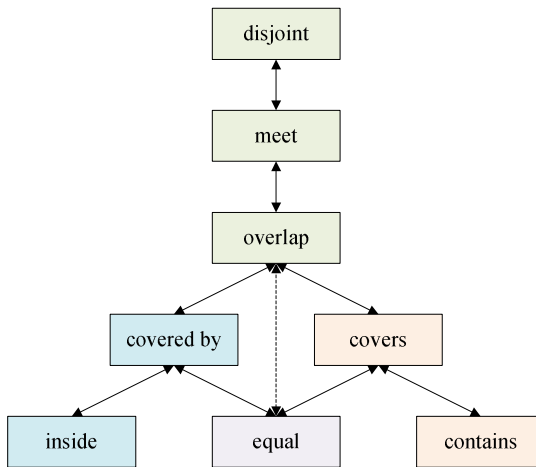 disjoint
meet
overlap
covered by
covers
inside
equal
contains